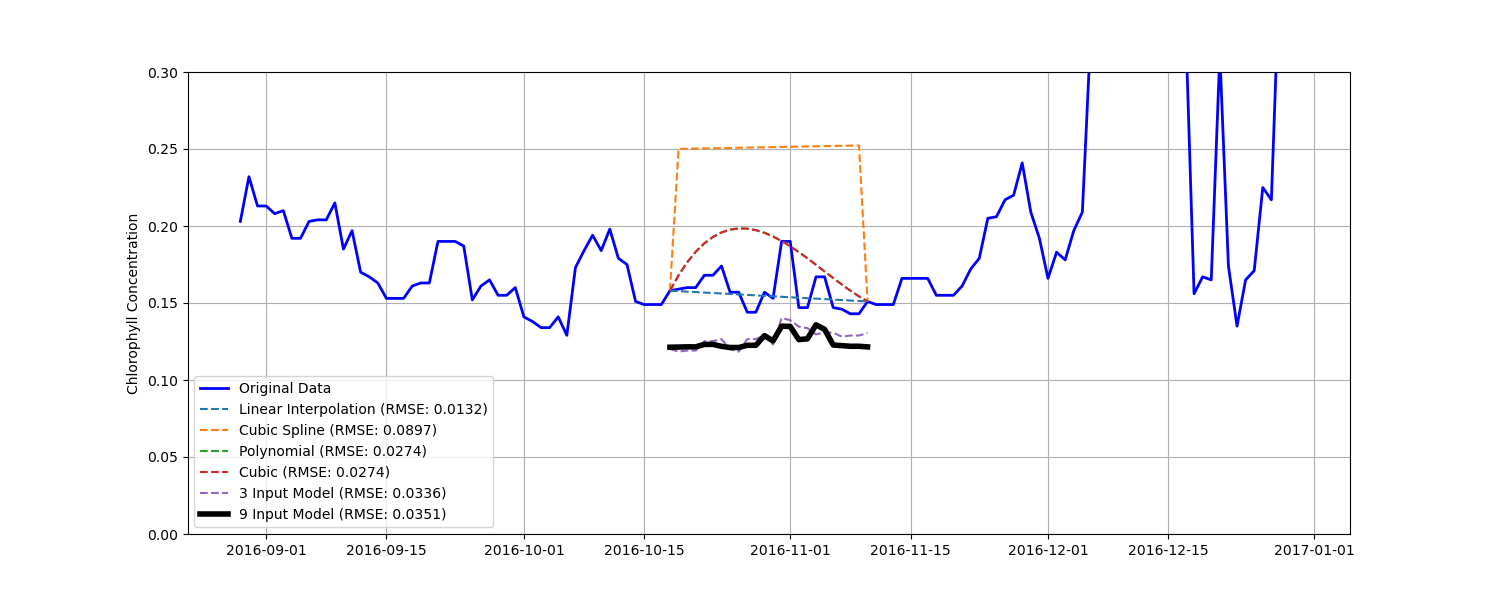 0.30
0.25
0.20
0.15
0.10
0.05
0.00
Chlorophyll Concentration
Original Data
Linear Interpolation (RMSE: 0.0132)
Cubic Spline (RMSE: 0.0897)
Polynomial (RMSE: 0.0274)
Cubic (RMSE: 0.0274)
3 Input Model (RMSE: 0.0336)
9 Input Model (RMSE: 0.0351)
2016-09-01 2016-09-15 2016-10-01 2016-10-15 2016-11-01 2016-11-15 2016-12-01 2016-12-15 2017-01-01